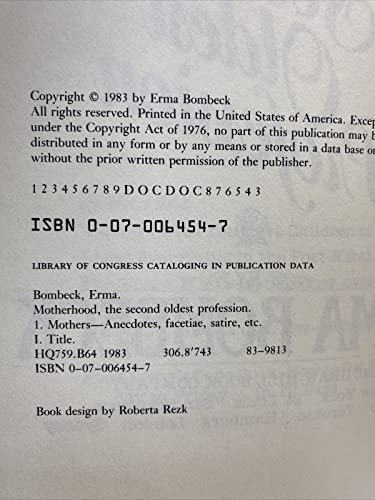 Copyright © 1983 by Erma Bombeck
All rights reserved. Printed in the United States of America. Excep
under the Copyright Act of 1976, no part of this publication may b
distributed in any form or by any means or stored in a data base o
without the prior written permission of the publisher.
1 2 3 4 5 6 7 8 9 D O C D O C 8 7 6 5 4 3
ISBN 0-07-006454-7
LIBRARY OF CONGRESS CATALOGING IN PUBLICATION DATA
Bombeck, Erma.
Motherhood, the second oldest profession.
1. Mothers—Anecdotes, facetiae, satire, etc.
I. Title.
HQ759.B64 1983 306.8'743 83-9813
ISBN 0-07-006454-7
Book design by Roberta Rezk